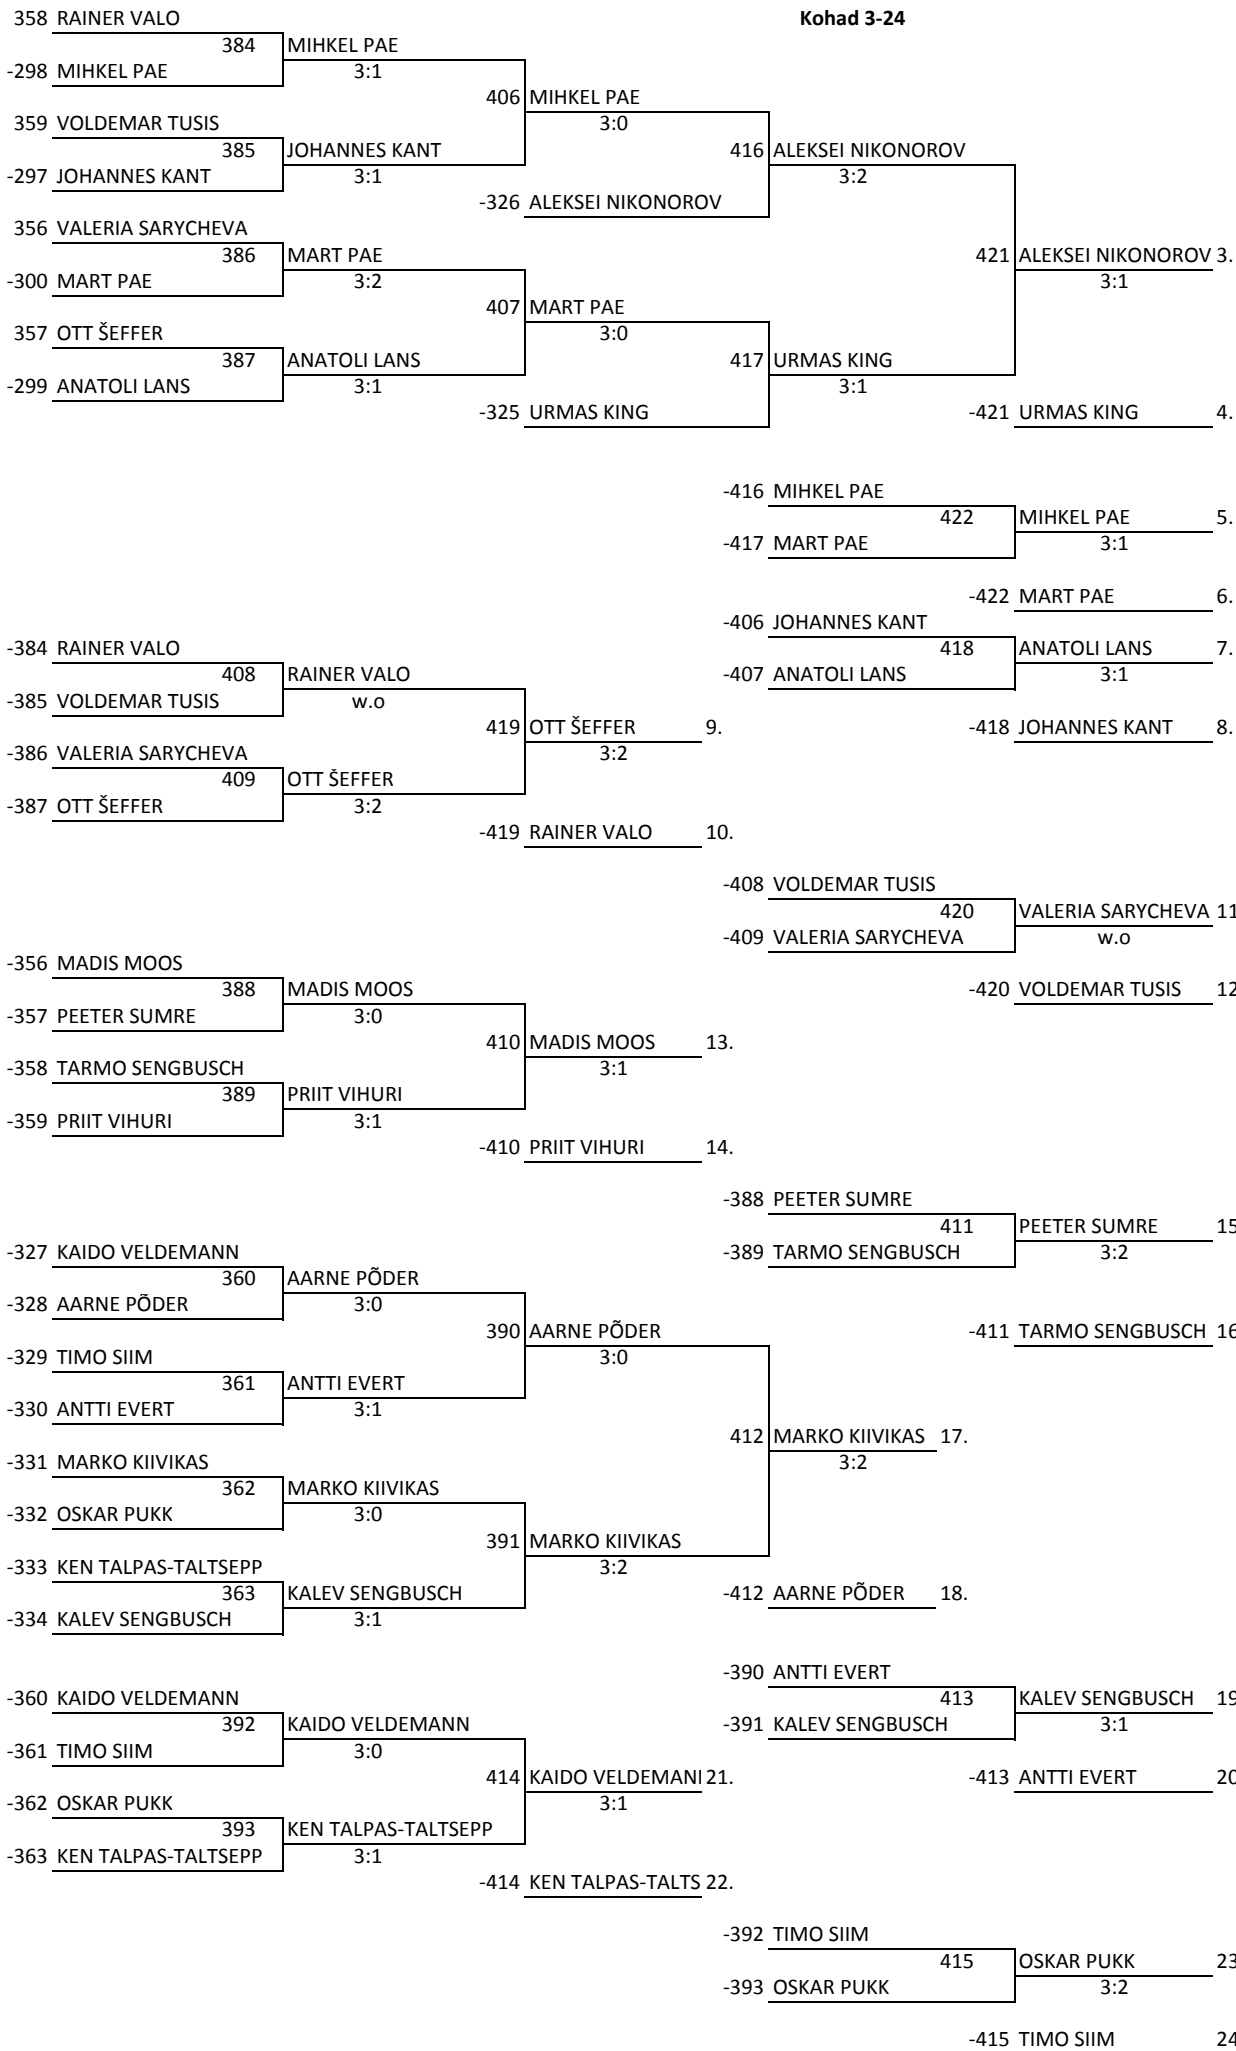 358 RAINER VALO Kohad 3-24
384 MIHKEL PAE
-298 MIHKEL PAE 3:1
406 MIHKEL PAE
359 VOLDEMAR TUSIS 3:0
385 JOHANNES KANT 416 ALEKSEI NIKONOROV
-297 JOHANNES KANT 3:1 3:2
-326 ALEKSEI NIKONOROV
356 VALERIA SARYCHEVA
386 MART PAE 421 ALEKSEI NIKONOROV 3.
-300 MART PAE 3:2 3:1
407 MART PAE
357 OTT ŠEFFER 3:0
387 ANATOLI LANS 417 URMAS KING
-299 ANATOLI LANS 3:1 3:1
-325 URMAS KING -421 URMAS KING 4.
-416 MIHKEL PAE
422 MIHKEL PAE 5.
-417 MART PAE 3:1
-422 MART PAE 6.
-406 JOHANNES KANT
-384 RAINER VALO 418 ANATOLI LANS 7.
408 RAINER VALO -407 ANATOLI LANS 3:1
-385 VOLDEMAR TUSIS w.o
419 OTT ŠEFFER 9. -418 JOHANNES KANT 8.
-386 VALERIA SARYCHEVA 3:2
409 OTT ŠEFFER
-387 OTT ŠEFFER 3:2
-419 RAINER VALO 10.
-408 VOLDEMAR TUSIS
420 VALERIA SARYCHEVA 11
-409 VALERIA SARYCHEVA w.o
-356 MADIS MOOS
388 MADIS MOOS -420 VOLDEMAR TUSIS 12
-357 PEETER SUMRE 3:0
410 MADIS MOOS 13.
-358 TARMO SENGBUSCH 3:1
389 PRIIT VIHURI
-359 PRIIT VIHURI 3:1
-410 PRIIT VIHURI 14.
-388 PEETER SUMRE
411 PEETER SUMRE 15
-327 KAIDO VELDEMANN -389 TARMO SENGBUSCH 3:2
360 AARNE PÕDER
-328 AARNE PÕDER 3:0
390 AARNE PÕDER -411 TARMO SENGBUSCH 16
-329 TIMO SIIM 3:0
361 ANTTI EVERT
-330 ANTTI EVERT 3:1
412 MARKO KIIVIKAS 17.
-331 MARKO KIIVIKAS 3:2
362 MARKO KIIVIKAS
-332 OSKAR PUKK 3:0
391 MARKO KIIVIKAS
-333 KEN TALPAS-TALTSEPP 3:2
363 KALEV SENGBUSCH -412 AARNE PÕDER 18.
-334 KALEV SENGBUSCH 3:1
-390 ANTTI EVERT
-360 KAIDO VELDEMANN 413 KALEV SENGBUSCH 19
392 KAIDO VELDEMANN -391 KALEV SENGBUSCH 3:1
-361 TIMO SIIM 3:0
414 KAIDO VELDEMANI 21. -413 ANTTI EVERT 20
-362 OSKAR PUKK 3:1
393 KEN TALPAS-TALTSEPP
-363 KEN TALPAS-TALTSEPP 3:1
-414 KEN TALPAS-TALTS 22.
-392 TIMO SIIM
415 OSKAR PUKK 23
-393 OSKAR PUKK 3:2
-415 TIMO SIIM 24